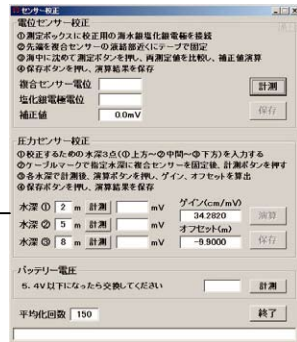 センサー校正
電位センサー校正
①測定ボックスに校正用の海水銀塩化銀電極を接続
②先端を複合センサーの液絡部近くにテープで固定
③海中に沈めて測定ボタンを押し、両測定値を比較し、補正値演算
④保存ボタンを押し、演算結果を保存
複合センサー電位
塩化銀電極電位 計測
補正値 0.0mV 保存
圧力センサー校正
①校正するための水深3点(①上方～②中間～③下方)を入力する
②ケーブルマークで指定水深に複合センサーを固定後、計測ボタンを押す
③各水深で計測後、演算ボタンを押し、ゲイン、オフセットを算出
④保存ボタンを押し、演算結果を保存
水深① 2 m 計測 mV ゲイン(cm/mV)
34.2820 演算
水深② 5 m 計測 mV オフセット(m)
水深③ 8 m 計測 mV -9.9000 保存
バッテリー電圧
5.4V以下になったら交換してください 計測
平均化回数 150 終了